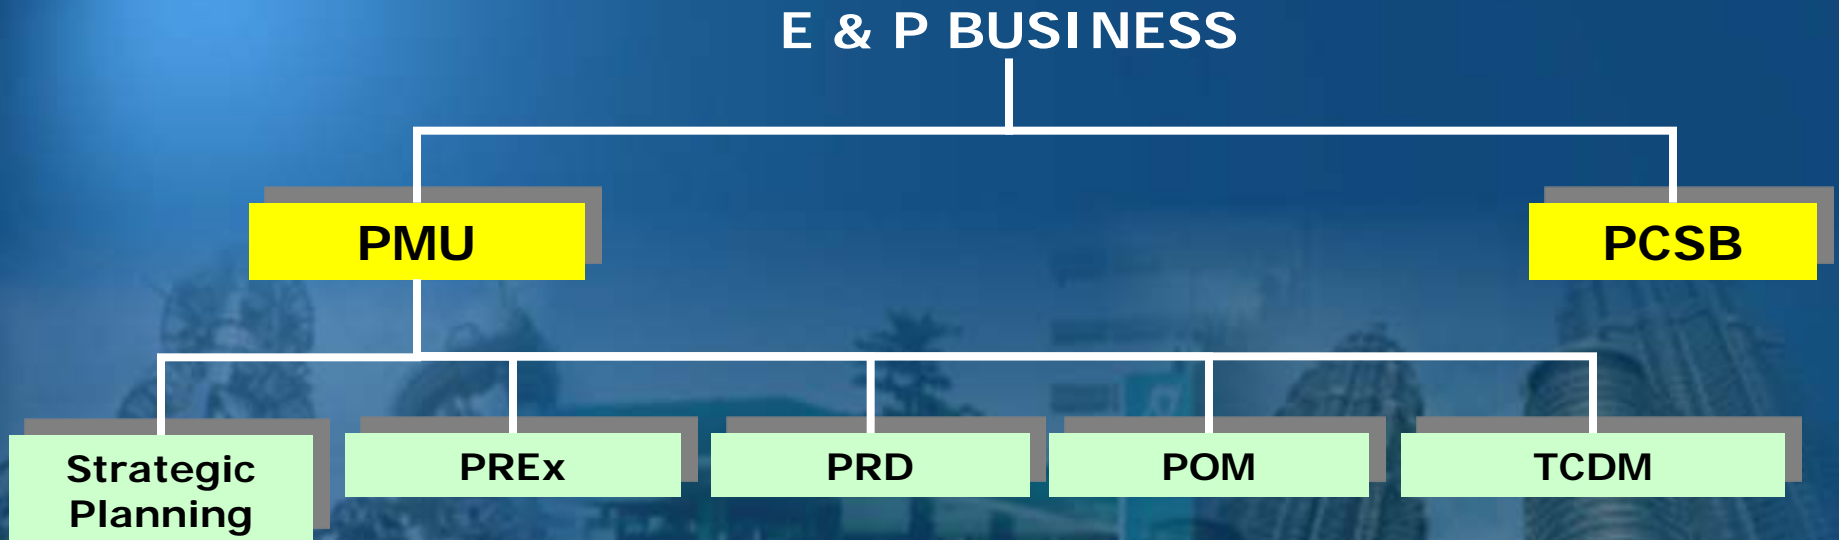 E & P BUSINESS
PMU
PCSB
Strategic
Planning
PREx
PRD
POM
TCDM